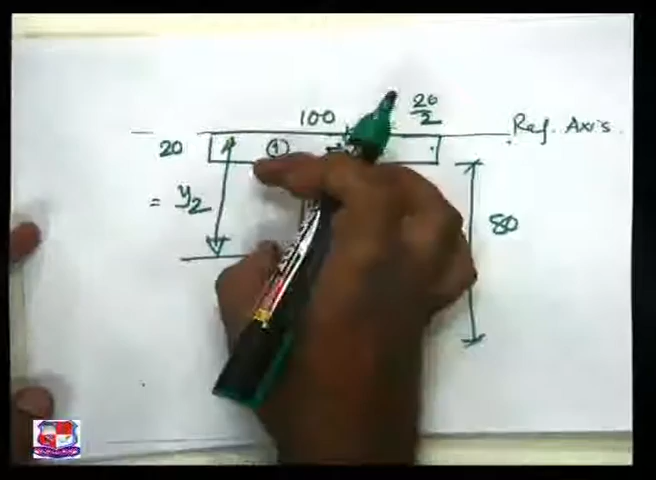 100
20/2
Ref. Axis.
20
①
= y2
80